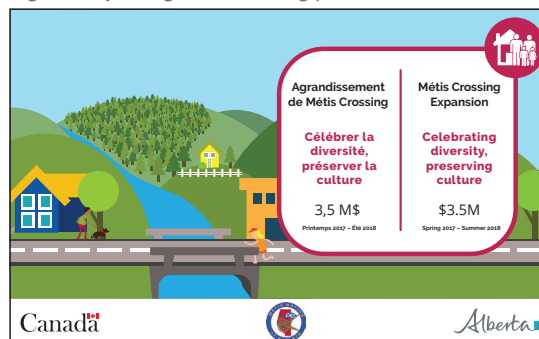 Agrandissement
de Métis Crossing
Célébrer la
diversité,
préserver la
culture
3,5 M$
Printemps 2017 – Été 2018
Métis Crossing
Expansion
Celebrating
diversity,
preserving
culture
$3.5M
Spring 2017 – Summer 2018
Canada
Alberta